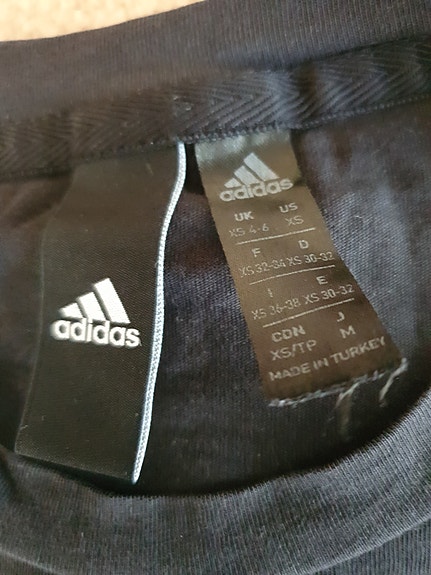 adidas
adidas
UK US
XS 4-6 XS
F D
XS 32-34 XS 30-32
I E
XS 36-38 XS 30-32
CDN J
XS/TP M
MADE IN TURKEY